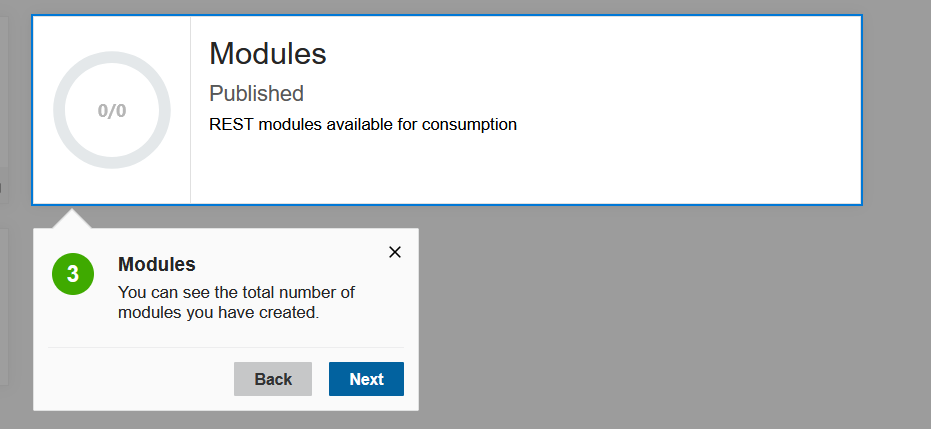 Modules
Published
0/0
REST modules available for consumption
3
Modules
You can see the total number of
modules you have created.
Back
Next